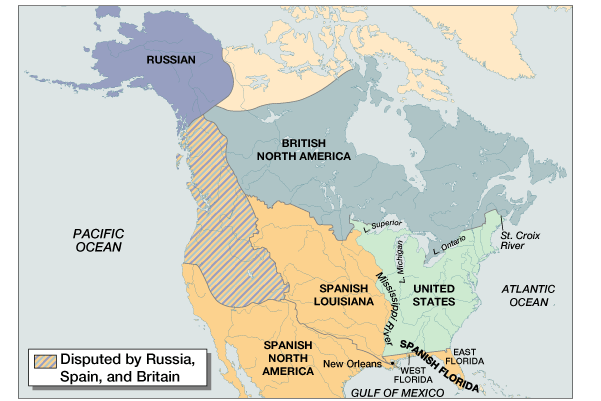 RUSSIAN
BRITISH
NORTH AMERICA
PACIFIC
OCEAN
L. Superior
L. Michigan
L. Ontario
St. Croix
River
ATLANTIC
OCEAN
SPANISH
LOUISIANA
Mississippi River
UNITED
STATES
SPANISH
NORTH
AMERICA
New Orleans
WEST
FLORIDA
EAST
FLORIDA
SPANISH FLORIDA
GULF OF MEXICO
Disputed by Russia,
Spain, and Britain